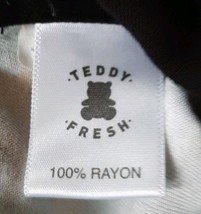 · TEDDY ·
· FRESH ·
100% RAYON